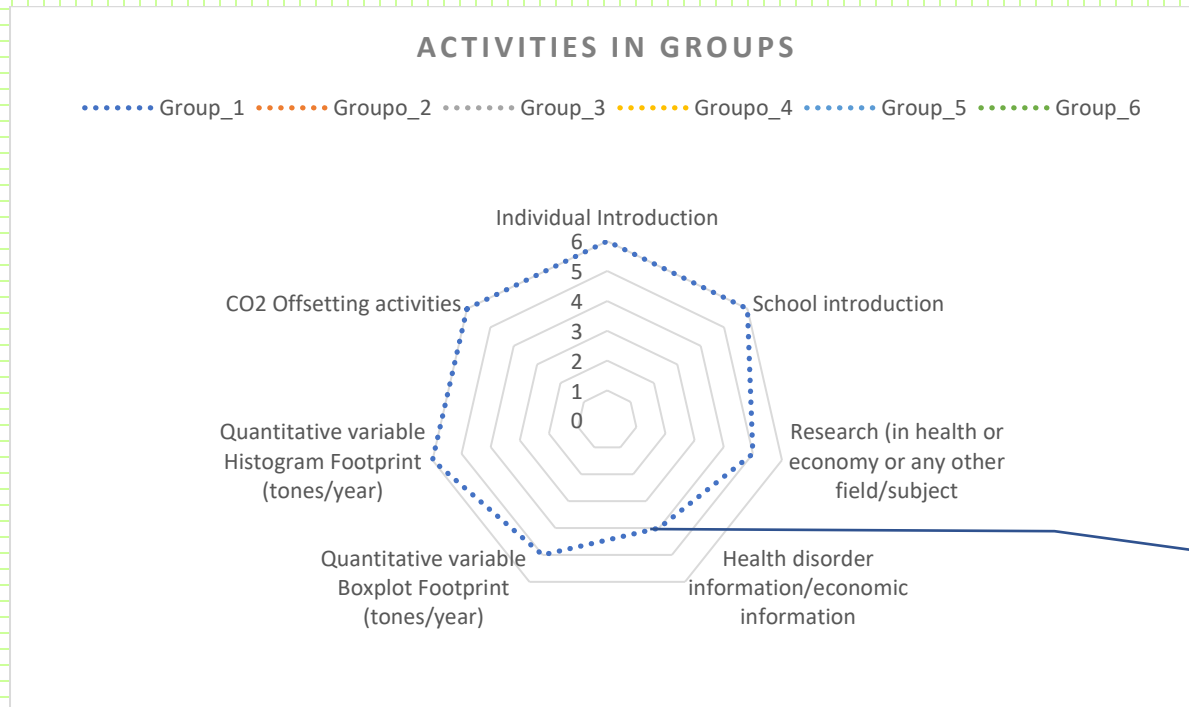 ACTIVITIES IN GROUPS
Group_1 Groupo_2 Group_3 Groupo_4 Group_5 Group_6
Individual Introduction
6
5
4
3
2
1
0
CO2 Offsetting activities
School introduction
Quantitative variable
Histogram Footprint
(tones/year)
Research (in health or
economy or any other
field/subject
Quantitative variable
Boxplot Footprint
(tones/year)
Health disorder
information/economic
information